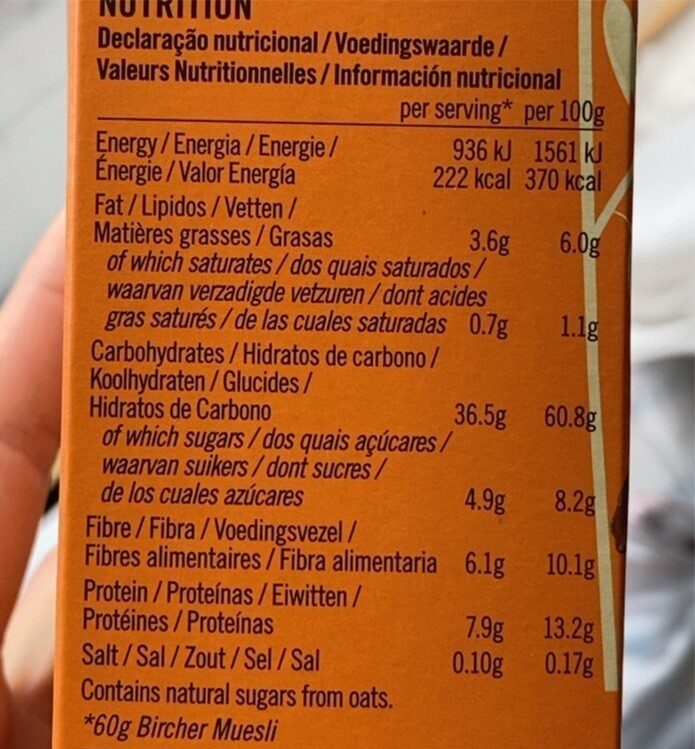 NUTRITION
Declaração nutricional / Voedingswaarde /
Valeurs Nutritionnelles / Información nutricional
per serving* per 100g
Energy / Energia / Energie / 936 kJ 1561 kJ
Énergie / Valor Energía 222 kcal 370 kcal
Fat / Lipidos / Vetten /
Matières grasses / Grasas 3.6g 6.0g
of which saturates / dos quais saturados /
waarvan verzadigde vetzuren / dont acides
gras saturés / de las cuales saturadas 0.7g 1.1g
Carbohydrates / Hidratos de carbono /
Koolhydraten / Glucides /
Hidratos de Carbono 36.5g 60.8g
of which sugars / dos quais açúcares /
waarvan suikers / dont sucres /
de los cuales azúcares 4.9g 8.2g
Fibre / Fibra / Voedingsvezel /
Fibres alimentaires / Fibra alimentaria 6.1g 10.1g
Protein / Proteínas / Eiwitten /
Protéines / Proteínas 7.9g 13.2g
Salt / Sal / Zout / Sel / Sal 0.10g 0.17g
Contains natural sugars from oats.
*60g Bircher Muesli